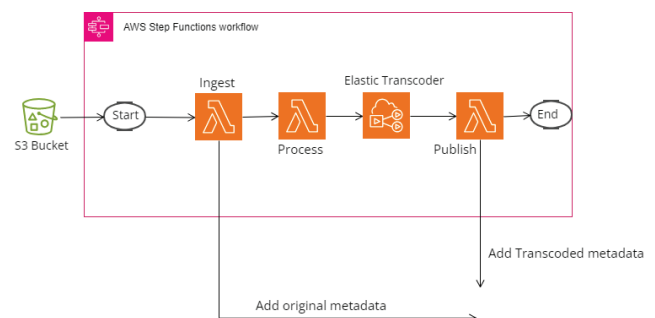 AWS Step Functions workflow
Ingest
Elastic Transcoder
Start
End
S3 Bucket
Process
Publish
Add Transcoded metadata
Add original metadata